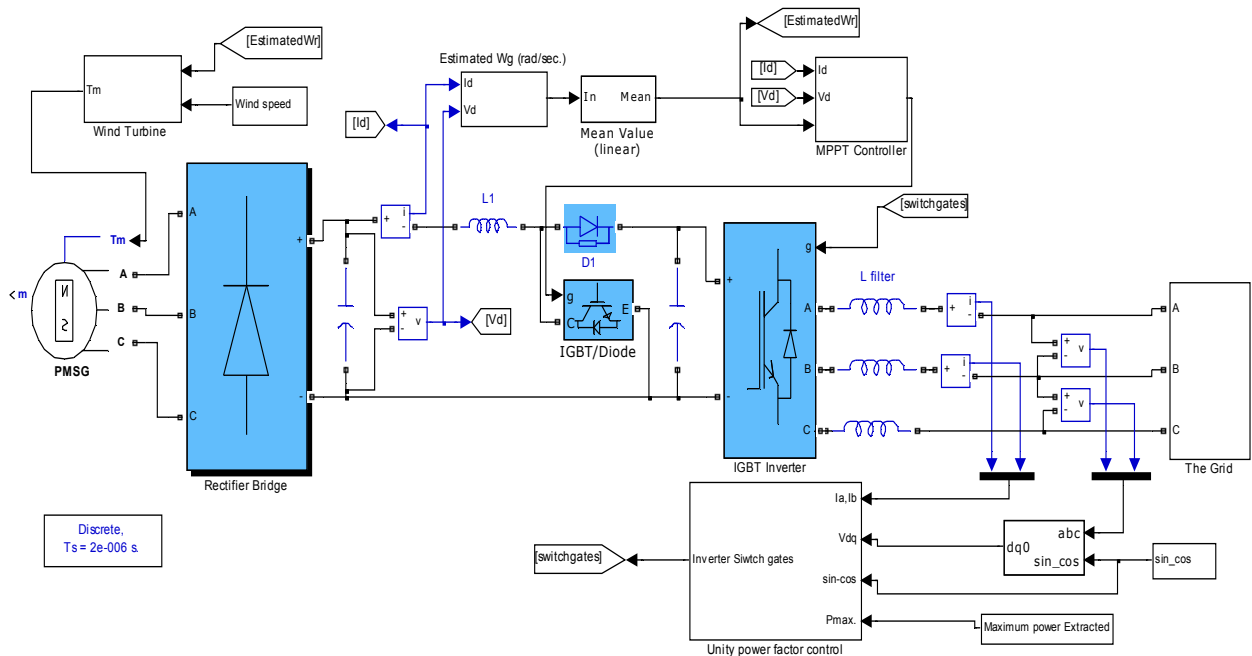 [EstimatedWr]
Tm
Wind speed
Wind Turbine
Estimated Wg (rad/sec.)
Id
Vd
[Id]
In Mean
Mean Value
(linear)
[EstimatedWr]
[Id]
[Vd]
Id
Vd
MPPT Controller
Tm
A
B
C
< m
N
S
PMSG
A
B
C
+
-
Rectifier Bridge
+ i
-
+ v
-
[Vd]
L1
D1
g
C
E
IGBT/Diode
[switchgates]
g
+
-
A
B
C
IGBT Inverter
L filter
+ i
-
+ i
-
+ v
-
+ v
-
A
B
C
The Grid
Discrete,
Ts = 2e-006 s.
[switchgates]
Inverter Siwtch gates
Ia,Ib
Vdq
sin-cos
Pmax.
Unity power factor control
abc
dq0
sin_cos
sin_cos
Maximum power Extracted